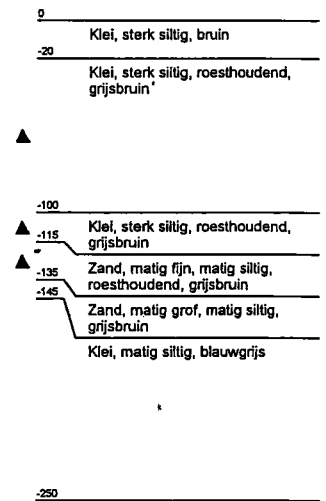 0
Klei, sterk siltig, bruin
-20
Klei, sterk siltig, roesthoudend,
grijsbruin
-100
Klei, sterk siltig, roesthoudend,
grijsbruin
-115
Zand, matig fijn, matig siltig,
roesthoudend, grijsbruin
-135
Zand, matig grof, matig siltig,
grijsbruin
-145
Klei, matig siltig, blauwgrijs
-250